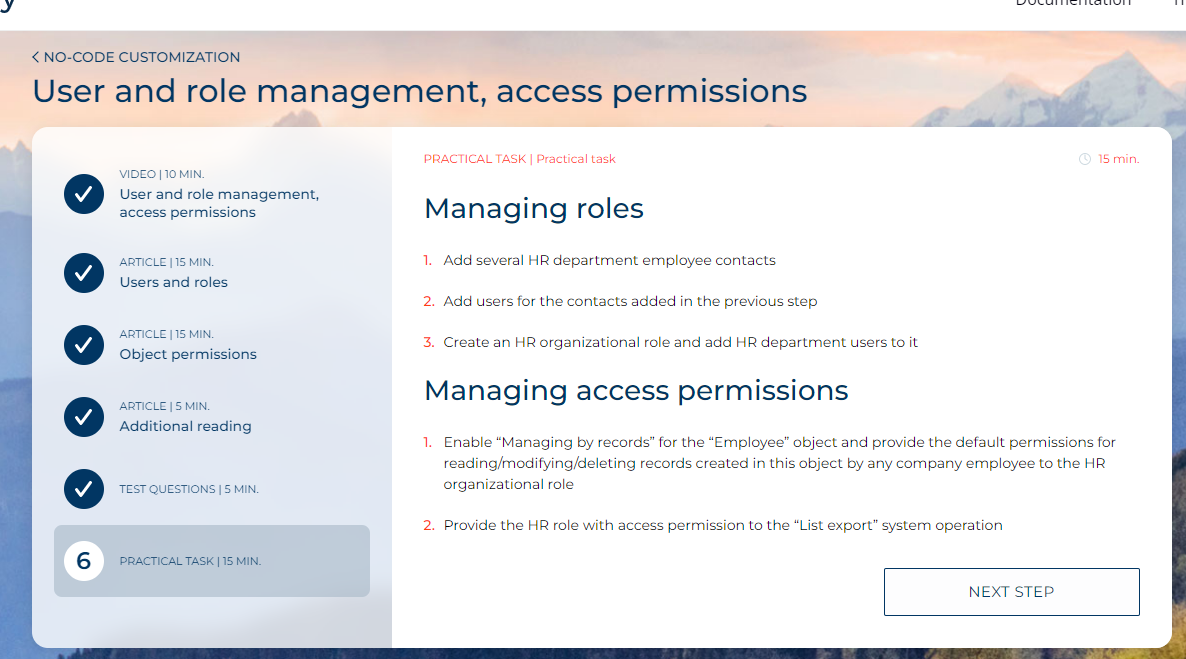 y
Documentation
< NO-CODE CUSTOMIZATION
User and role management, access permissions
VIDEO | 10 MIN.
User and role management,
access permissions
ARTICLE | 15 MIN.
Users and roles
ARTICLE | 15 MIN.
Object permissions
ARTICLE | 5 MIN.
Additional reading
TEST QUESTIONS | 5 MIN.
6
PRACTICAL TASK | 15 MIN.
PRACTICAL TASK | Practical task
15 min.
Managing roles
1. Add several HR department employee contacts
2. Add users for the contacts added in the previous step
3. Create an HR organizational role and add HR department users to it
Managing access permissions
1. Enable “Managing by records” for the “Employee” object and provide the default permissions for
reading/modifying/deleting records created in this object by any company employee to the HR
organizational role
2. Provide the HR role with access permission to the “List export” system operation
NEXT STEP